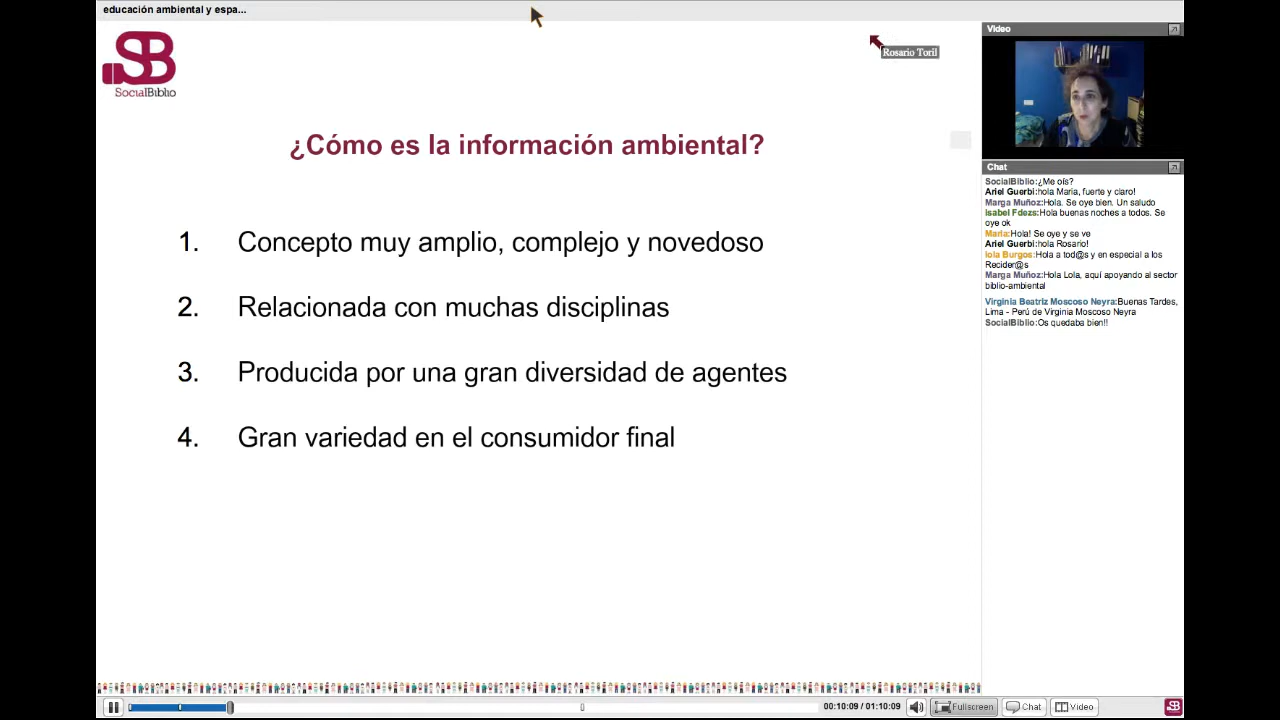 educación ambiental y espa...
SB
SocialBiblio
Rosario Toril
¿Cómo es la información ambiental?
1. Concepto muy amplio, complejo y novedoso
2. Relacionada con muchas disciplinas
3. Producida por una gran diversidad de agentes
4. Gran variedad en el consumidor final
Video
Chat
SocialBiblio:¿Me oís?
Ariel Guerbi:hola Maria, fuerte y claro!
Marga Muñoz:Hola. Se oye bien. Un saludo
Isabel Fdezs:Hola buenas noches a todos. Se
oye ok
Maria:Hola! Se oye y se ve
Ariel Guerbi:hola Rosario!
lola Burgos:Hola a tod@s y en especial a los
Recider@s
Marga Muñoz:Hola Lola, aquí apoyando al sector
biblio-ambiental
Virginia Beatriz Moscoso Neyra:Buenas Tardes,
Lima - Perú de Virginia Moscoso Neyra
SocialBiblio:Os quedaba bien!!
00:10:09 / 01:10:09
Fullscreen
Chat
Video
SB